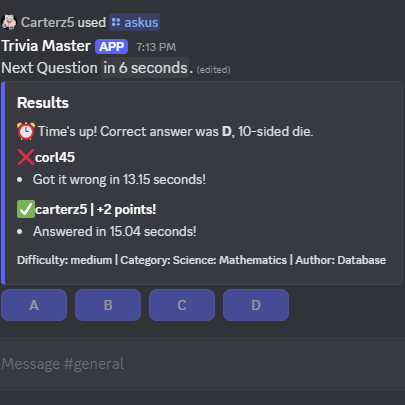 Carterz5 used askus
Trivia Master APP 7:13 PM
Next Question in 6 seconds. (edited)
Results
Time's up! Correct answer was D, 10-sided die.
corl45
• Got it wrong in 13.15 seconds!
carterz5 | +2 points!
• Answered in 15.04 seconds!
Difficulty: medium | Category: Science: Mathematics | Author: Database
A B C D
Message #general